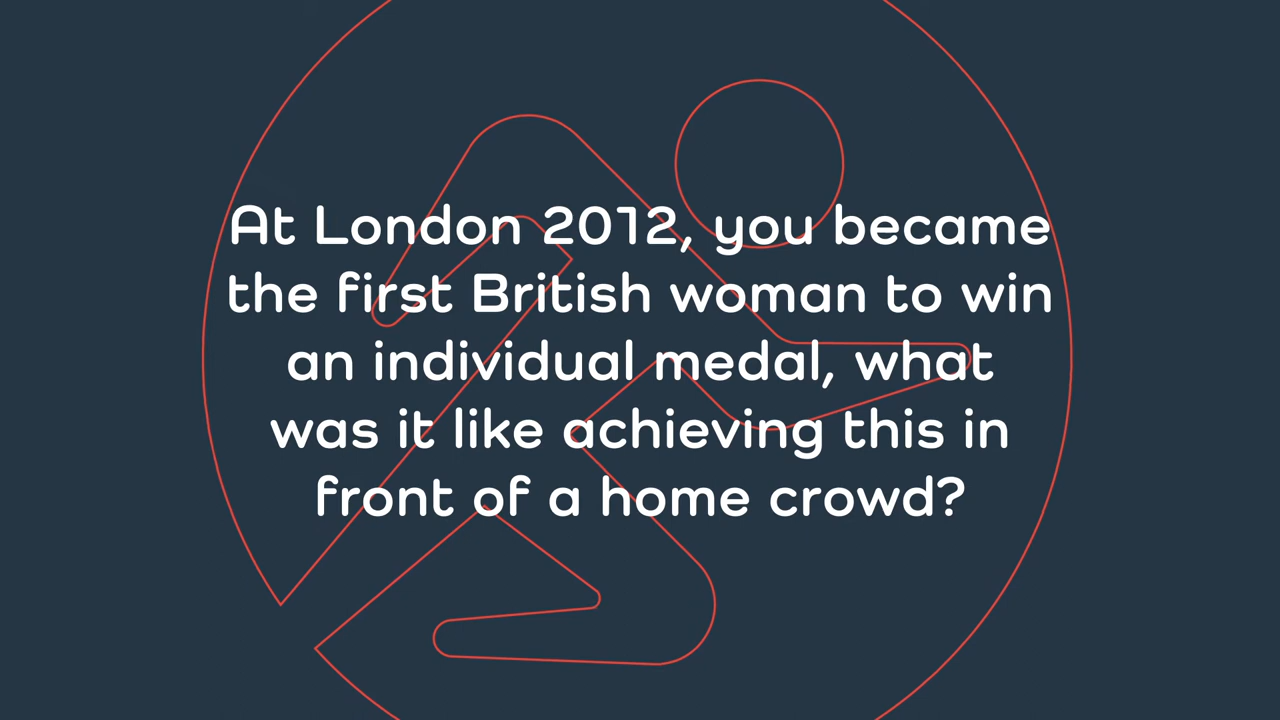 At London 2012, you became
the first British woman to win
an individual medal, what
was it like achieving this in
front of a home crowd?